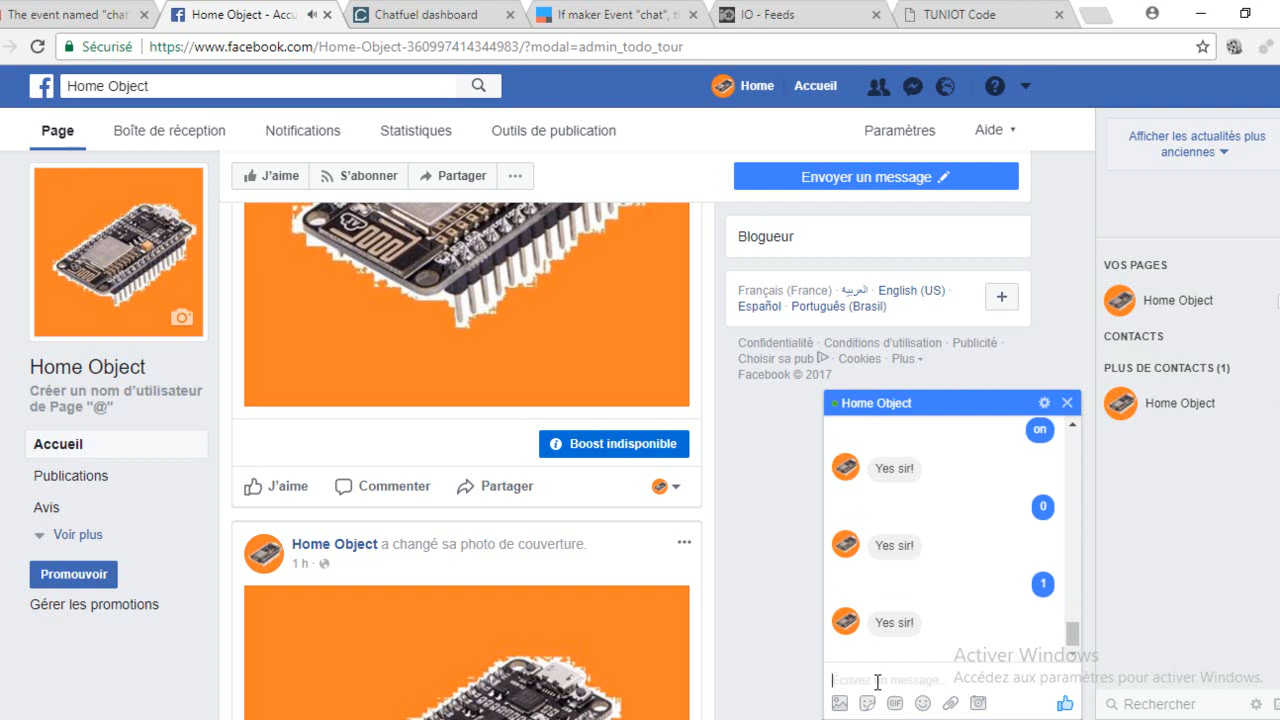 The event named "chat"
Home Object - Accu
Chatfuel dashboard
If maker Event "chat", t
IO - Feeds
TUNIOT Code
Sécurisé
https://www.facebook.com/Home-Object-360997414344983/?modal=admin_todo_tour
Home Object
Home
Accueil
Page
Boîte de réception
Notifications
Statistiques
Outils de publication
Paramètres
Aide
Afficher les actualités plus
anciennes
J'aime
S'abonner
Partager
Envoyer un message
Blogueur
VOS PAGES
Home Object
CONTACTS
PLUS DE CONTACTS (1)
Home Object
Français (France) · العربية · English (US) ·
Español · Português (Brasil)
Confidentialité · Conditions d'utilisation · Publicité ·
Choisir sa pub · Cookies · Plus
Facebook © 2017
Home Object
Créer un nom d'utilisateur
de Page "@"
Accueil
Publications
Avis
Voir plus
Promouvoir
Gérer les promotions
Boost indisponible
J'aime
Commenter
Partager
Home Object a changé sa photo de couverture.
1 h ·
Home Object
on
Yes sir!
0
Yes sir!
1
Yes sir!
Écrivez un message...
Activer Windows
Accédez aux paramètres pour activer Windows.
Rechercher